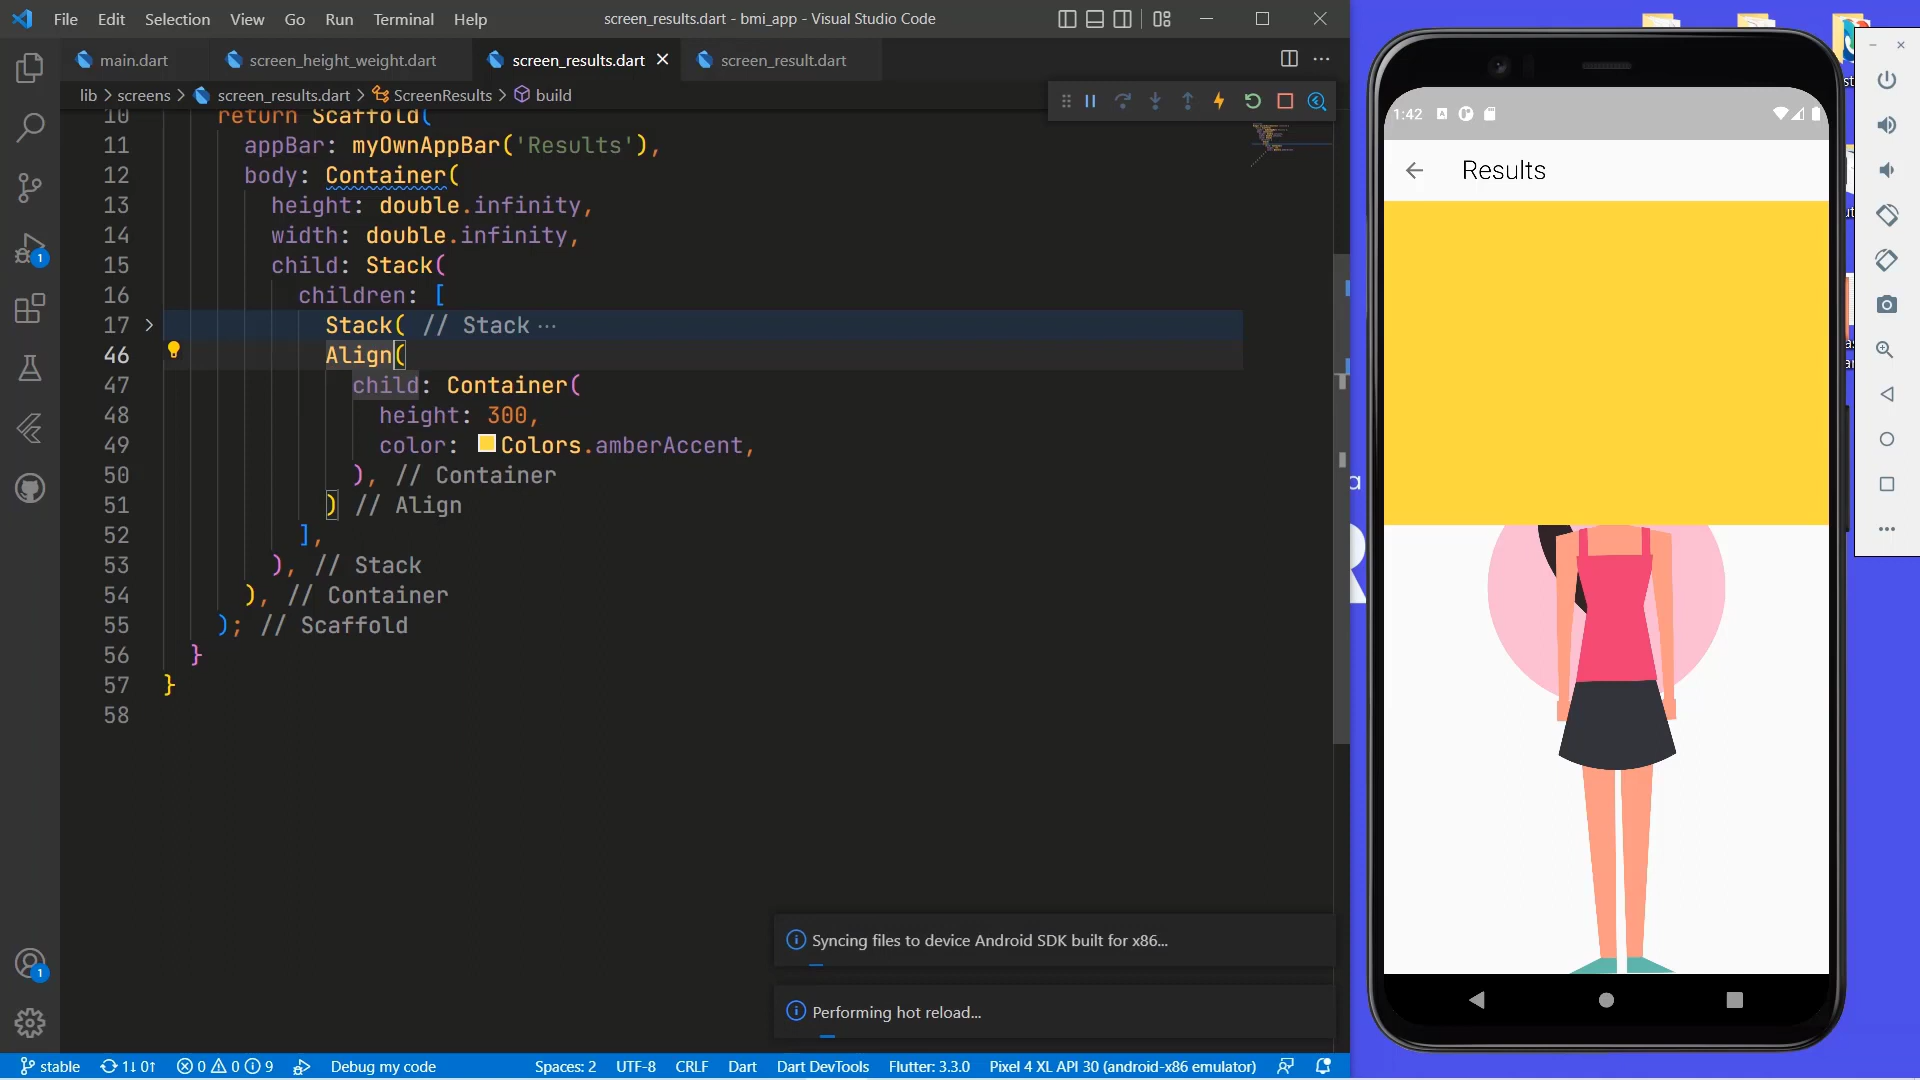 File Edit Selection View Go Run Terminal Help
screen_results.dart - bmi_app - Visual Studio Code
main.dart
screen_height_weight.dart
screen_results.dart
screen_result.dart
lib > screens > screen_results.dart > ScreenResults > build
10 return Scaffold(
11 appBar: myOwnAppBar('Results'),
12 body: Container(
13 height: double.infinity,
14 width: double.infinity,
15 child: Stack(
16 children: [
17 Stack( // Stack ···
46 Align(
47 child: Container(
48 height: 300,
49 color: Colors.amberAccent,
50 ), // Container
51 ) // Align
52 ],
53 ), // Stack
54 ), // Container
55 ); // Scaffold
56 }
57 }
58
1
1
Syncing files to device Android SDK built for x86...
Performing hot reload...
stable 1↓ 0↑ 0 0 9 Debug my code
Spaces: 2 UTF-8 CRLF Dart Dart DevTools Flutter: 3.3.0 Pixel 4 XL API 30 (android-x86 emulator)
1:42
Results